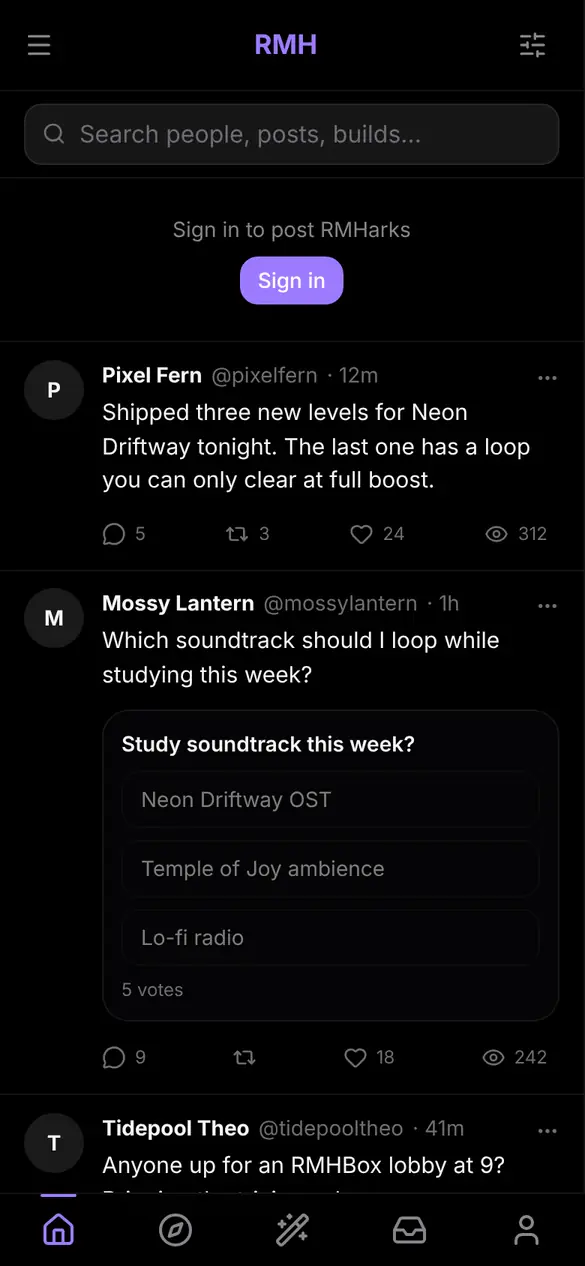 RMH
Search people, posts, builds...
Sign in to post RMHarks
Sign in
P
Pixel Fern @pixelfern · 12m
Shipped three new levels for Neon
Driftway tonight. The last one has a loop
you can only clear at full boost.
5 3 24 312
M
Mossy Lantern @mossylantern · 1h
Which soundtrack should I loop while
studying this week?
Study soundtrack this week?
Neon Driftway OST
Temple of Joy ambience
Lo-fi radio
5 votes
9 18 242
T
Tidepool Theo @tidepooltheo · 41m
Anyone up for an RMHBox lobby at 9?